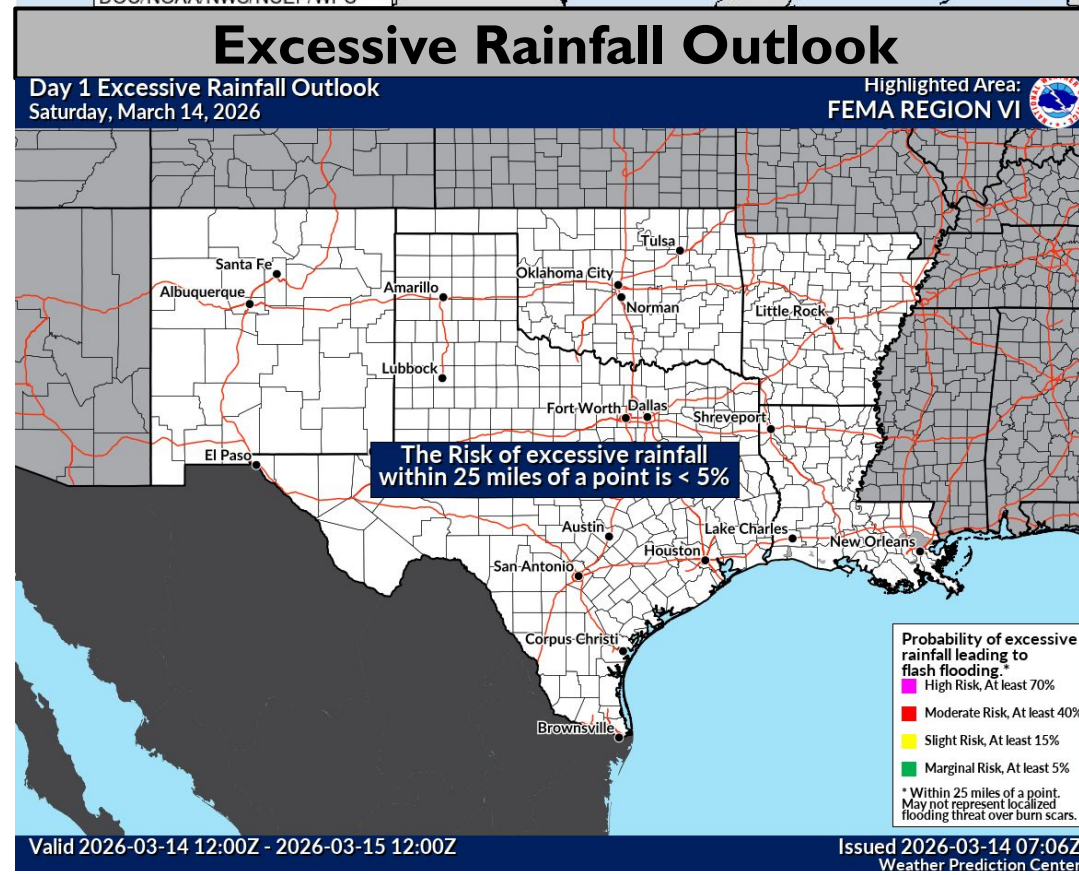 DOC/NOAA/NWS/NCEP/WPC
Excessive Rainfall Outlook
Day 1 Excessive Rainfall Outlook
Saturday, March 14, 2026
Highlighted Area:
FEMA REGION VI
Tulsa
Santa Fe
Oklahoma City
Albuquerque
Amarillo
Norman
Little Rock
Lubbock
Fort Worth
Dallas
Shreveport
El Paso
The Risk of excessive rainfall
within 25 miles of a point is < 5%
Austin
Lake Charles
New Orleans
Houston
San Antonio
Corpus Christi
Brownsville
Probability of excessive
rainfall leading to
flash flooding.*
High Risk, At least 70%
Moderate Risk, At least 40%
Slight Risk, At least 15%
Marginal Risk, At least 5%
* Within 25 miles of a point.
May not represent localized
flooding threat over burn scars.
Valid 2026-03-14 12:00Z - 2026-03-15 12:00Z
Issued 2026-03-14 07:06Z
Weather Prediction Center